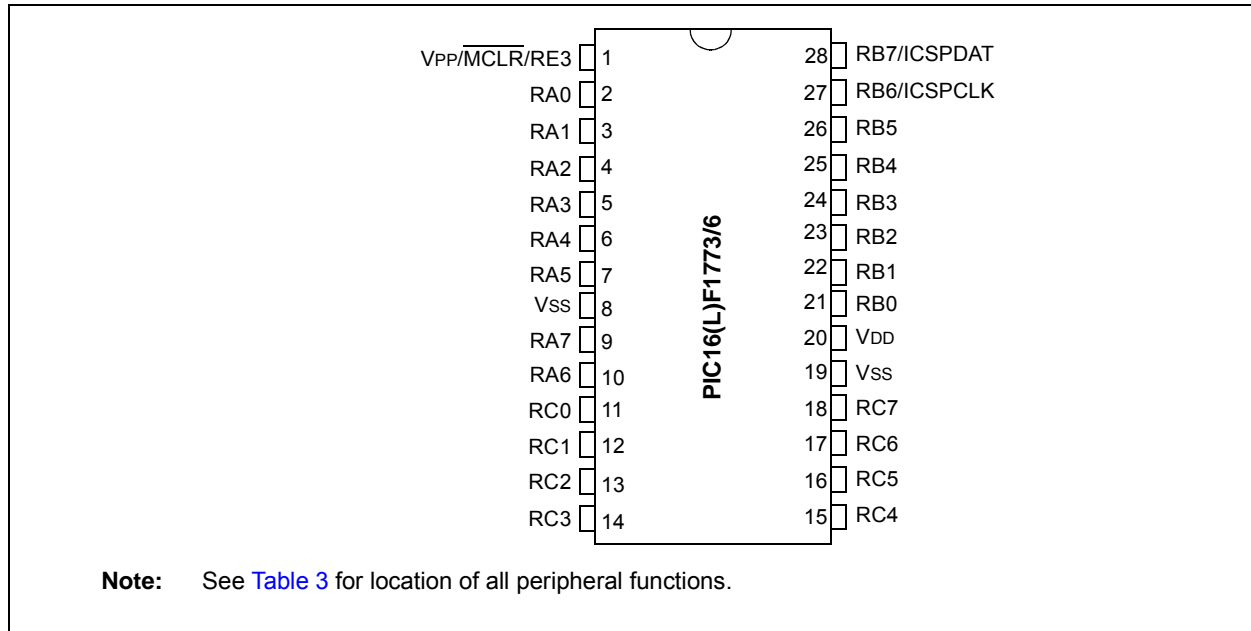 VPP/MCLR/RE3 1 28 RB7/ICSPDAT
RA0 2 27 RB6/ICSPCLK
RA1 3 26 RB5
RA2 4 25 RB4
RA3 5 24 RB3
RA4 6 23 RB2
RA5 7 22 RB1
VSS 8 21 RB0
RA7 9 20 VDD
RA6 10 19 VSS
RC0 11 18 RC7
RC1 12 17 RC6
RC2 13 16 RC5
RC3 14 15 RC4
PIC16(L)F1773/6
Note: See Table 3 for location of all peripheral functions.